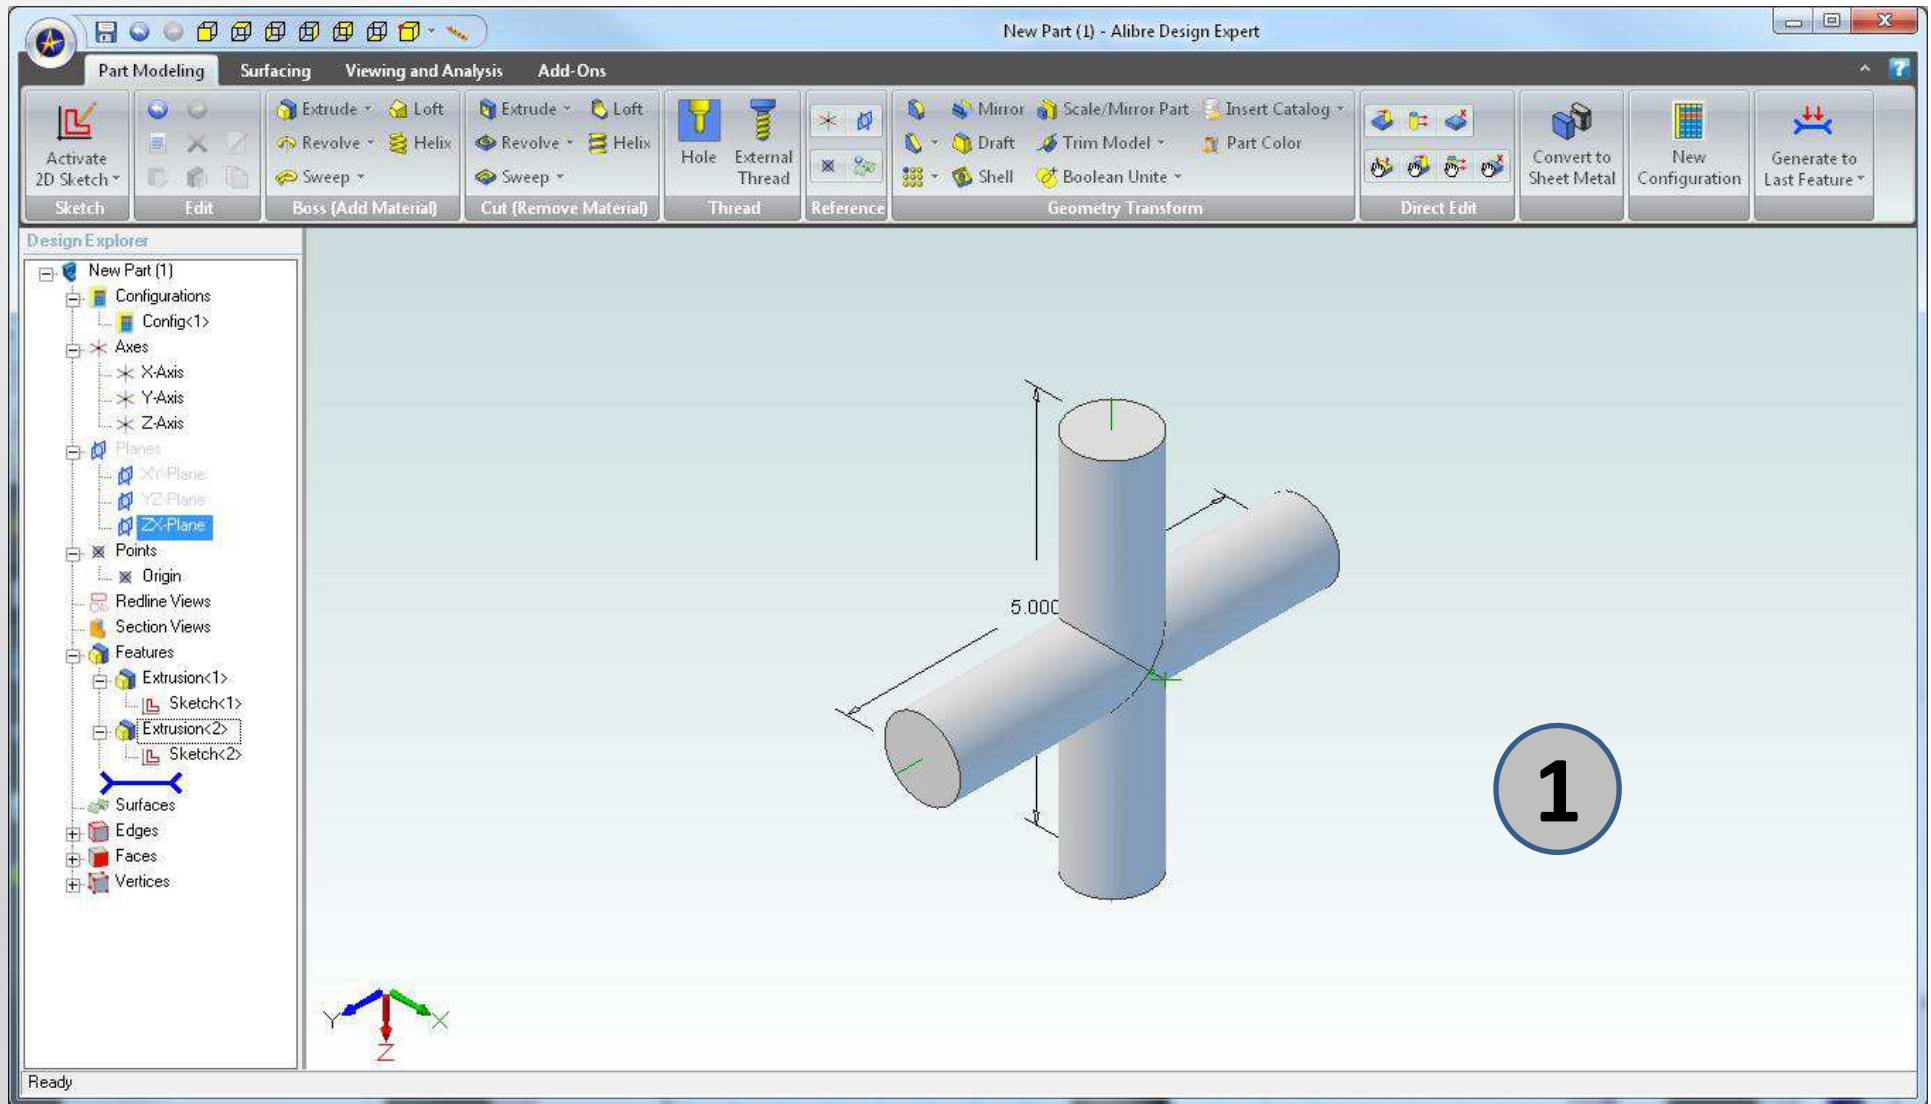 New Part (1) - Alibre Design Expert
Part Modeling Surfacing Viewing and Analysis Add-Ons
Activate
2D Sketch
Sketch
Edit
Extrude Loft
Revolve Helix
Sweep
Boss (Add Material)
Extrude Loft
Revolve Helix
Sweep
Cut (Remove Material)
Hole External
Thread
Thread
Reference
Mirror Scale/Mirror Part Insert Catalog
Draft Trim Model Part Color
Shell Boolean Unite
Geometry Transform
Direct Edit
Convert to
Sheet Metal
New
Configuration
Generate to
Last Feature
Design Explorer
New Part (1)
Configurations
Config<1>
Axes
X-Axis
Y-Axis
Z-Axis
Planes
XY-Plane
YZ-Plane
ZX-Plane
Points
Origin
Redline Views
Section Views
Features
Extrusion<1>
Sketch<1>
Extrusion<2>
Sketch<2>
Surfaces
Edges
Faces
Vertices
5.000
1
Y
X
Z
Ready